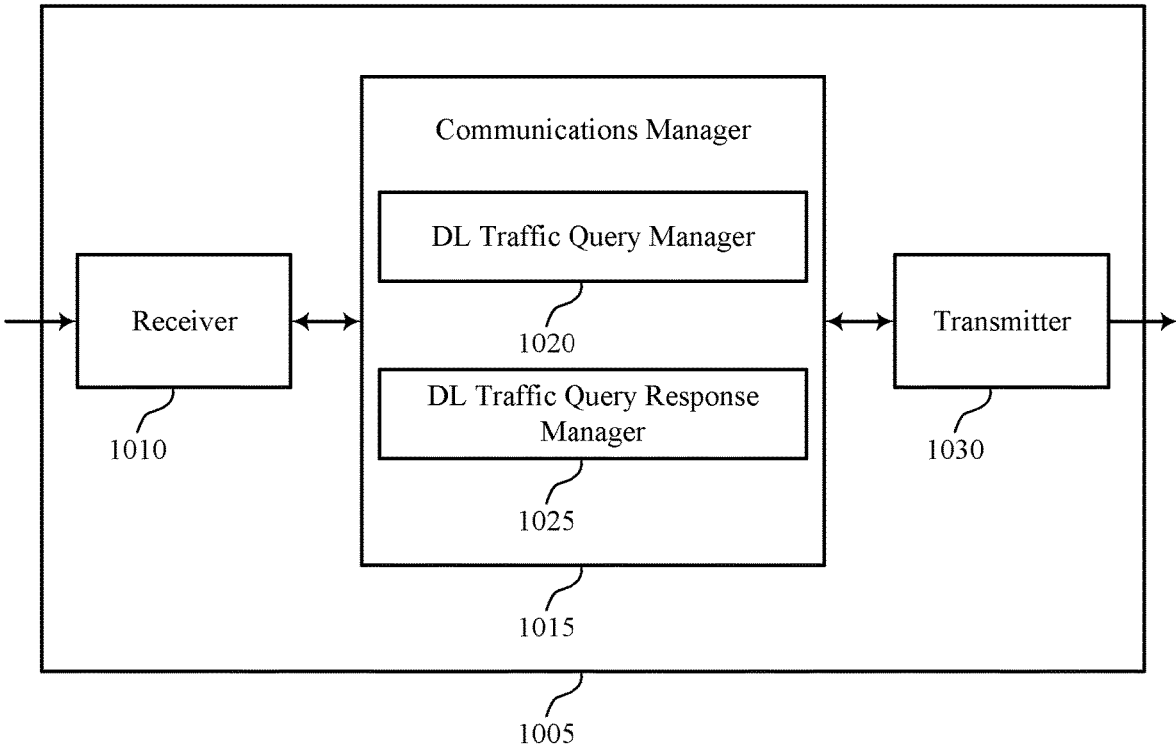 Communications Manager
DL Traffic Query Manager
1020
Receiver
1010
Transmitter
1030
DL Traffic Query Response
Manager
1025
1015
1005